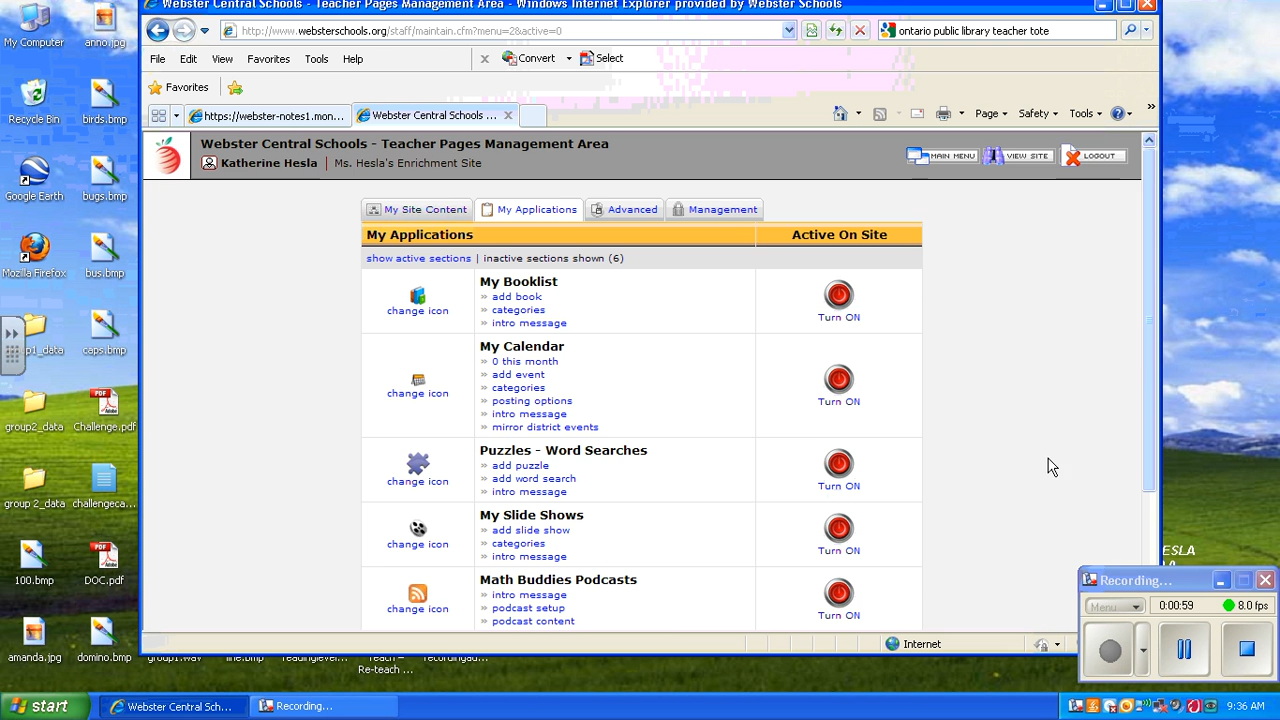 Webster Central Schools - Teacher Pages Management Area - Windows Internet Explorer provided by Webster Schools
http://www.websterschools.org/staff/maintain.cfm?menu=2&active=0
ontario public library teacher tote
File Edit View Favorites Tools Help
Convert Select
Favorites
https://webster-notes1.mon...
Webster Central Schools ...
Page Safety Tools
Webster Central Schools - Teacher Pages Management Area
Katherine Hesla | Ms. Hesla's Enrichment Site
MAIN MENU VIEW SITE LOGOUT
My Site Content My Applications Advanced Management
My Applications Active On Site
show active sections | inactive sections shown (6)
My Booklist
» add book
» categories
» intro message
change icon
Turn ON
My Calendar
» 0 this month
» add event
» categories
» posting options
» intro message
» mirror district events
change icon
Turn ON
Puzzles - Word Searches
» add puzzle
» add word search
» intro message
change icon
Turn ON
My Slide Shows
» add slide show
» categories
» intro message
change icon
Turn ON
Math Buddies Podcasts
» intro message
» podcast setup
» podcast content
change icon
Turn ON
Internet
My Computer
anno.jpg
Recycle Bin
birds.bmp
Google Earth
bugs.bmp
Mozilla Firefox
bus.bmp
caps.bmp
group2_data
Challenge.pdf
group 2_data
challengeca...
100.bmp
DOC.pdf
amanda.jpg
domino.bmp
group1.wav
Teach ~
Re-teach ...
Recording...
Menu
0:00:59
8.0 fps
start
Webster Central Sch...
Recording...
9:36 AM